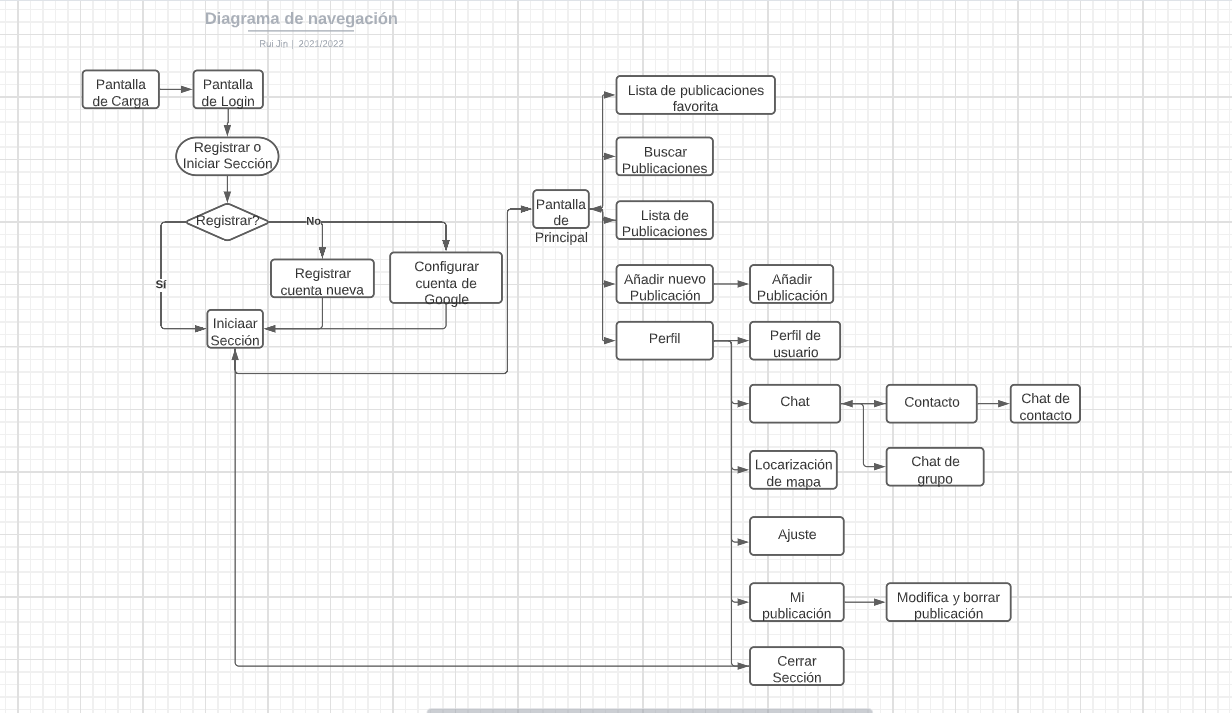 Diagrama de navegación
Rui Jin | 2021/2022
Pantalla
de Carga
Pantalla
de Login
Registrar o
Iniciar Sección
Registrar?
No
Sí
Registrar
cuenta nueva
Configurar
cuenta de
Google
Iniciaar
Sección
Pantalla
de
Principal
Lista de publicaciones
favorita
Buscar
Publicaciones
Lista de
Publicaciones
Añadir nuevo
Publicación
Añadir
Publicación
Perfil
Perfil de
usuario
Chat
Contacto
Chat de
contacto
Chat de
grupo
Locarización
de mapa
Ajuste
Mi
publicación
Modifica y borrar
publicación
Cerrar
Sección